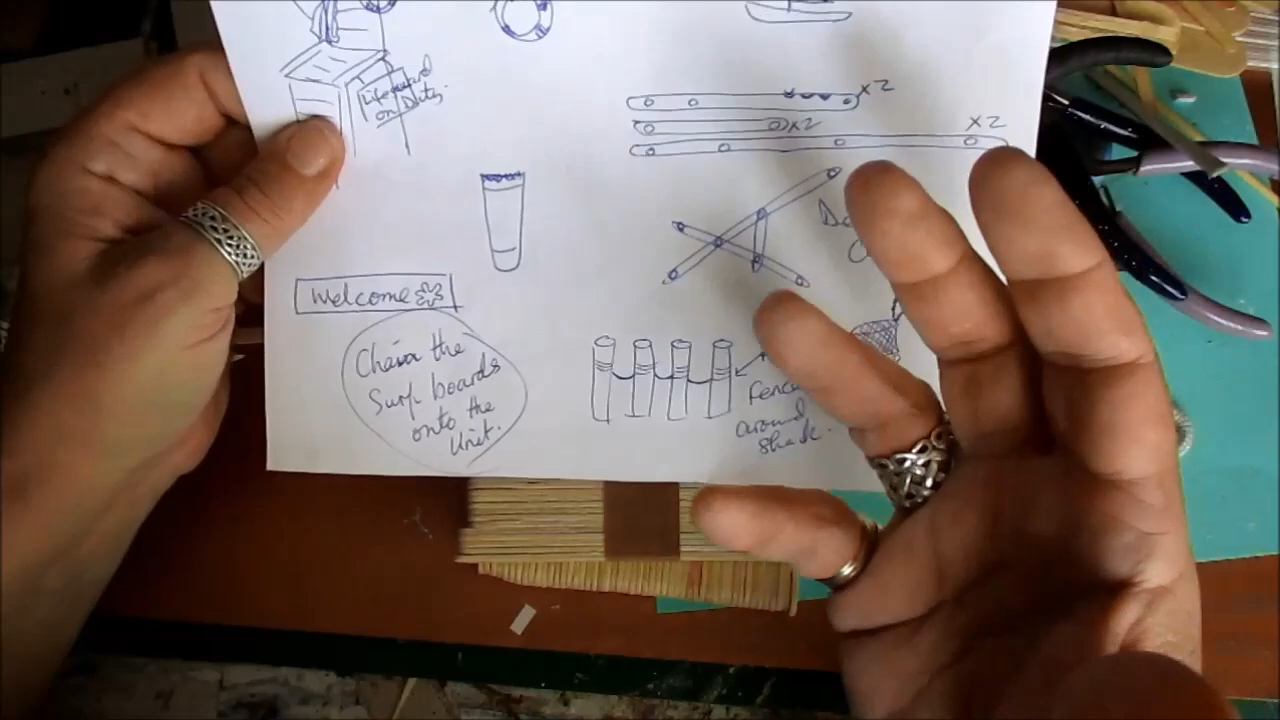 Lifeguard
on Duty
x2
x2
x2
Welcome
Chain the
Surf boards
onto the
Unit.
Fence
around
shack.